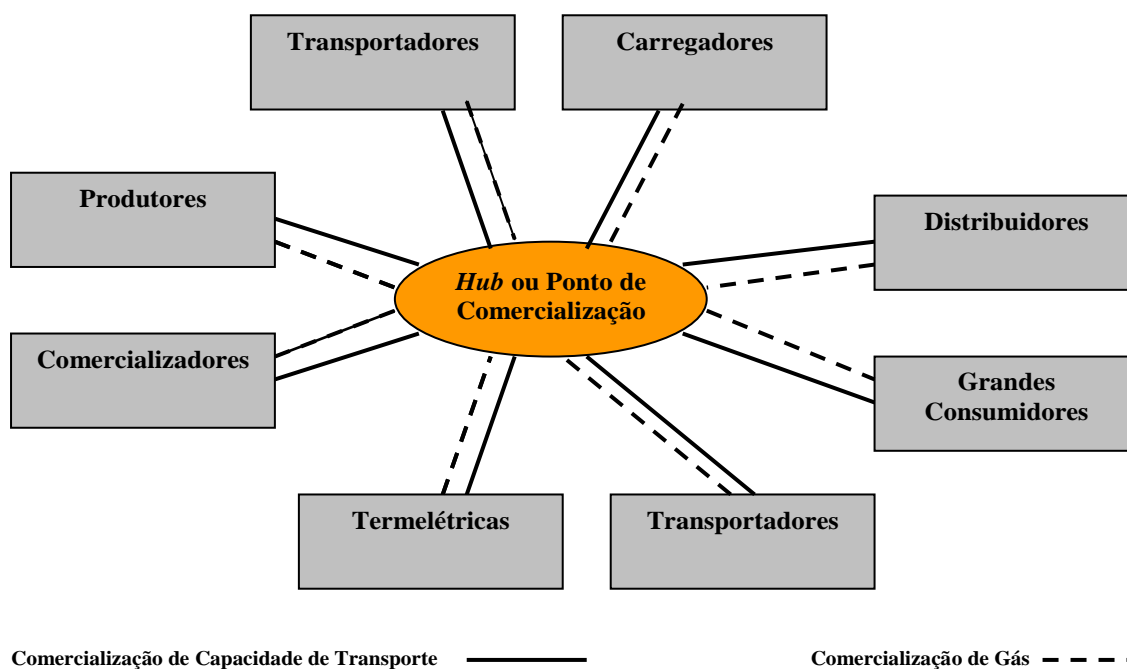 Transportadores
Carregadores
Produtores
Distribuidores
Hub ou Ponto de
Comercialização
Comercializadores
Grandes
Consumidores
Termelétricas
Transportadores
Comercialização de Capacidade de Transporte
Comercialização de Gás